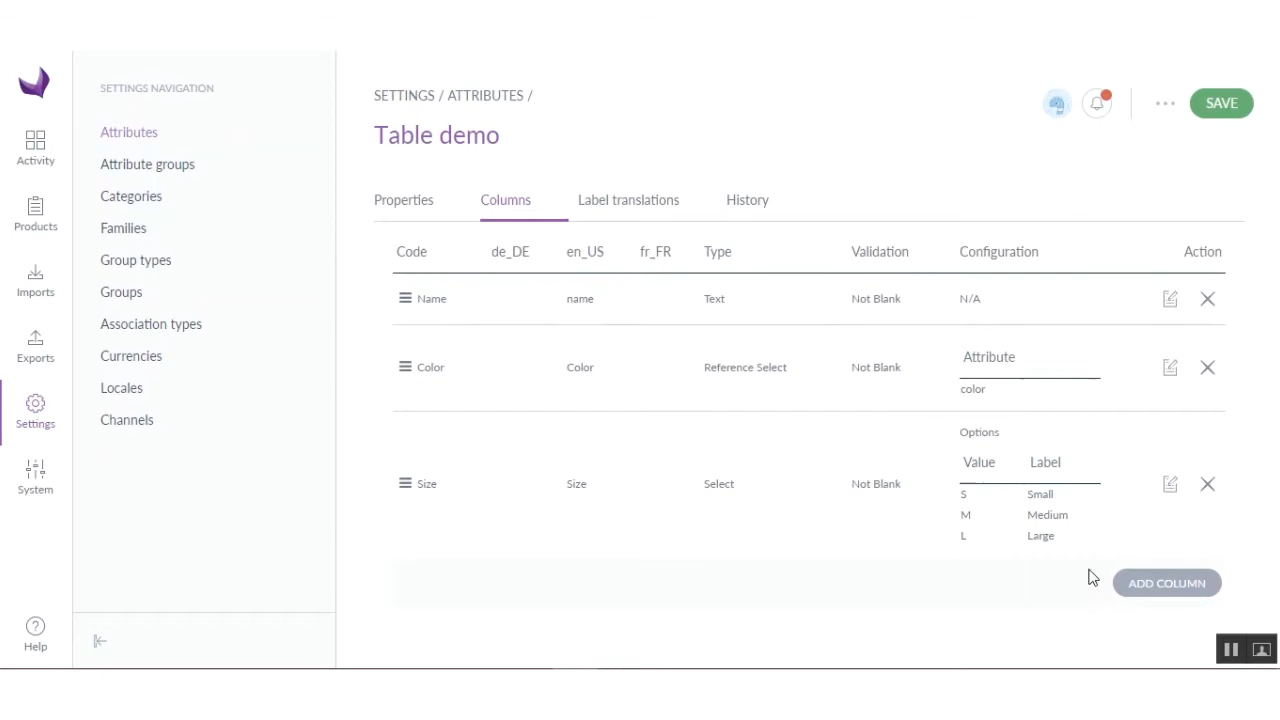 SETTINGS NAVIGATION
Attributes
Attribute groups
Categories
Families
Group types
Groups
Association types
Currencies
Locales
Channels
Activity
Products
Imports
Exports
Settings
System
Help
SETTINGS / ATTRIBUTES /
Table demo
SAVE
Properties Columns Label translations History
Code de_DE en_US fr_FR Type Validation Configuration Action
Name name Text Not Blank N/A
Attribute
Color Color Reference Select Not Blank
color
Options
Value Label
Size Size Select Not Blank
S Small
M Medium
L Large
ADD COLUMN